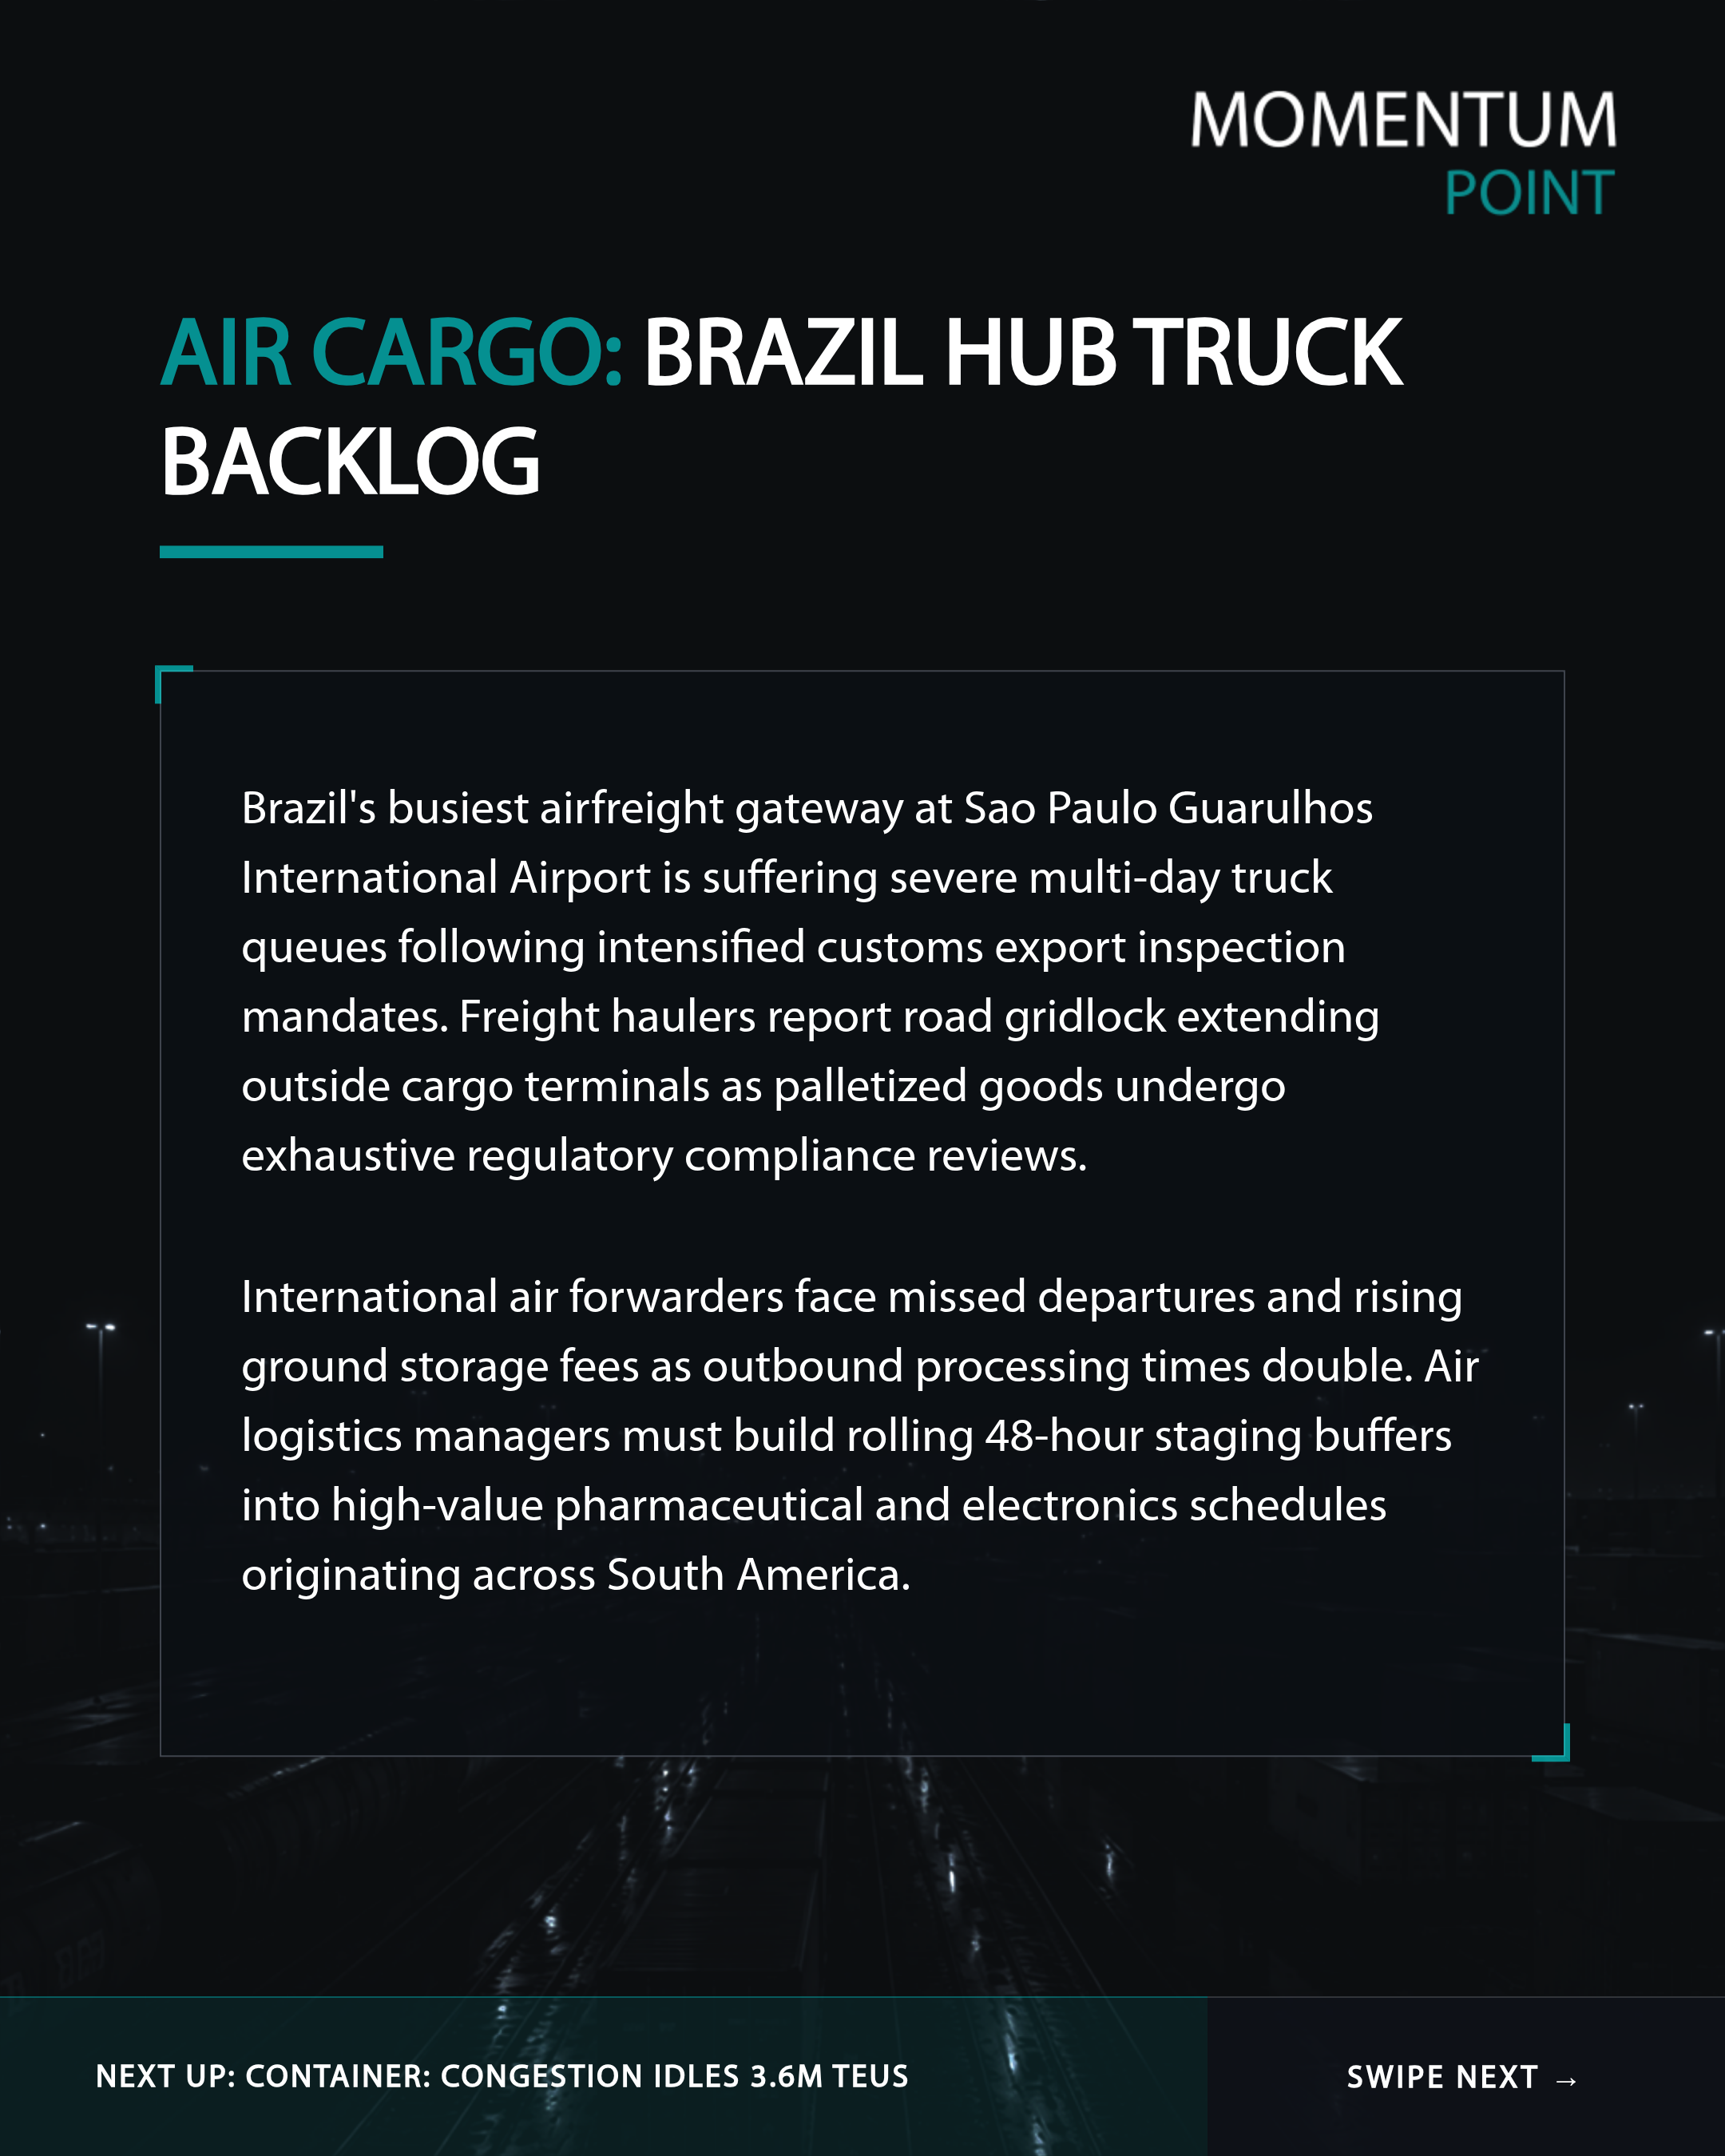 MOMENTUM
POINT
AIR CARGO: BRAZIL HUB TRUCK
BACKLOG
Brazil's busiest airfreight gateway at Sao Paulo Guarulhos
International Airport is suffering severe multi-day truck
queues following intensified customs export inspection
mandates. Freight haulers report road gridlock extending
outside cargo terminals as palletized goods undergo
exhaustive regulatory compliance reviews.
International air forwarders face missed departures and rising
ground storage fees as outbound processing times double. Air
logistics managers must build rolling 48-hour staging buffers
into high-value pharmaceutical and electronics schedules
originating across South America.
NEXT UP: CONTAINER: CONGESTION IDLES 3.6M TEUS
SWIPE NEXT →